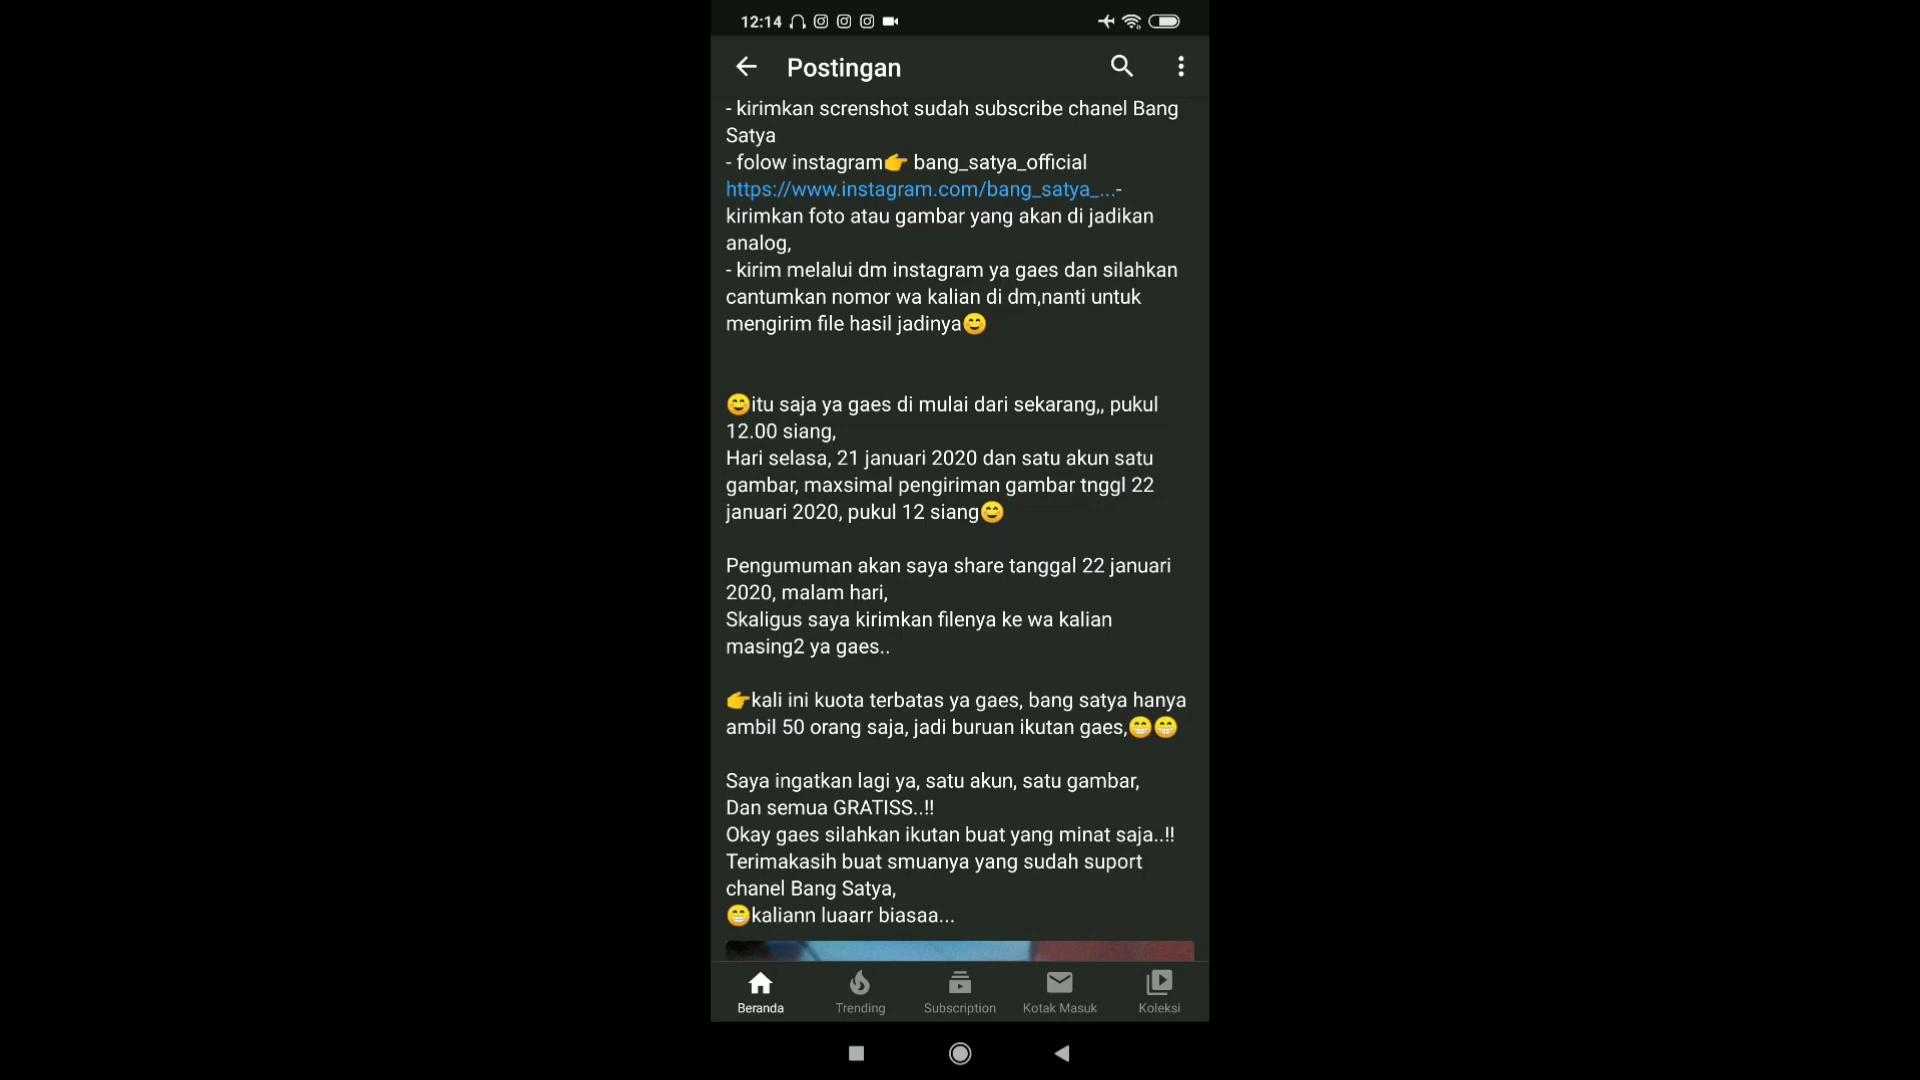 12:14
Postingan
- kirimkan screnshot sudah subscribe chanel Bang
Satya
- folow instagram👉 bang_satya_official
https://www.instagram.com/bang_satya_...-
kirimkan foto atau gambar yang akan di jadikan
analog,
- kirim melalui dm instagram ya gaes dan silahkan
cantumkan nomor wa kalian di dm,nanti untuk
mengirim file hasil jadinya😊
😊itu saja ya gaes di mulai dari sekarang,, pukul
12.00 siang,
Hari selasa, 21 januari 2020 dan satu akun satu
gambar, maxsimal pengiriman gambar tnggl 22
januari 2020, pukul 12 siang😊
Pengumuman akan saya share tanggal 22 januari
2020, malam hari,
Skaligus saya kirimkan filenya ke wa kalian
masing2 ya gaes..
👉kali ini kuota terbatas ya gaes, bang satya hanya
ambil 50 orang saja, jadi buruan ikutan gaes,😁😁
Saya ingatkan lagi ya, satu akun, satu gambar,
Dan semua GRATISS..!!
Okay gaes silahkan ikutan buat yang minat saja..!!
Terimakasih buat smuanya yang sudah suport
chanel Bang Satya,
😁kaliann luaarr biasaa...
Beranda
Trending
Subscription
Kotak Masuk
Koleksi